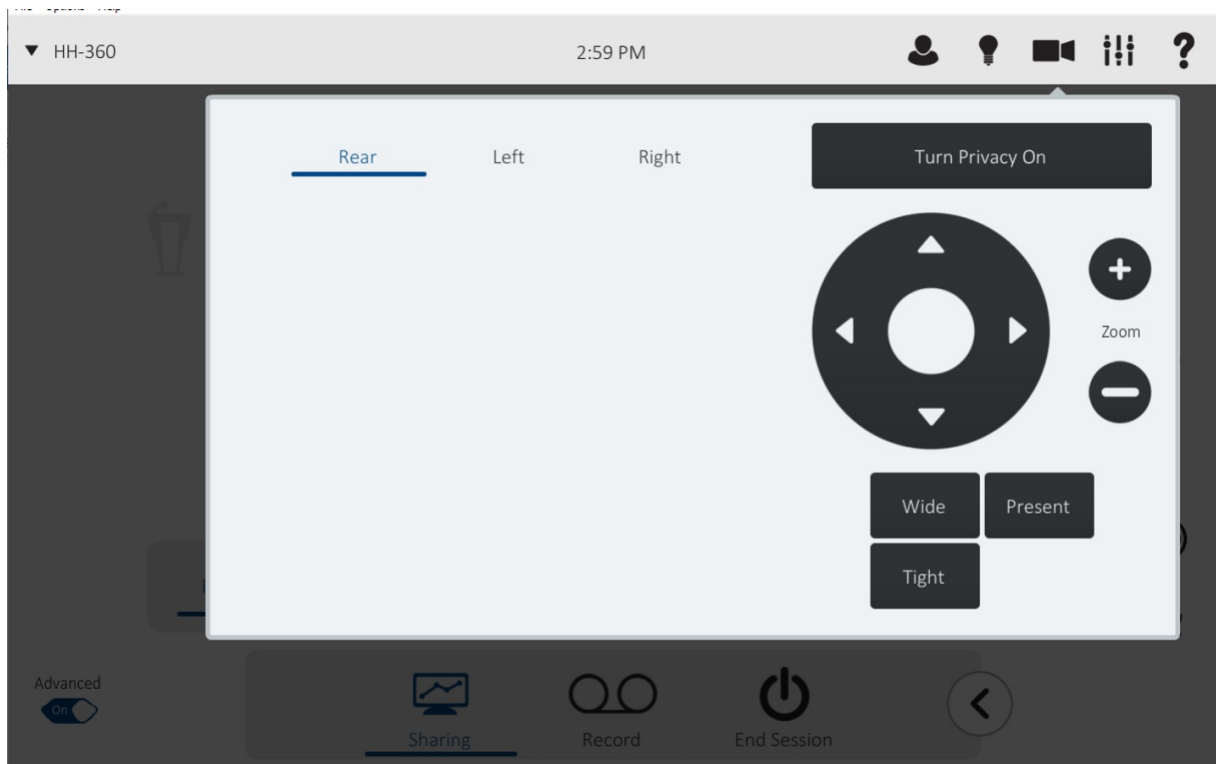 HH-360
2:59 PM
Rear Left Right
Turn Privacy On
Zoom
Wide Present
Tight
Advanced
On
Sharing Record End Session